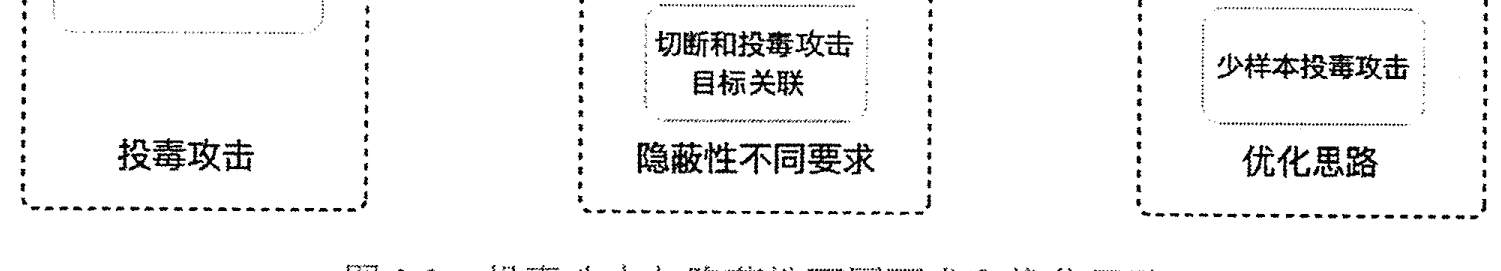 切断和投毒攻击
目标关联
少样本投毒攻击
投毒攻击
隐蔽性不同要求
优化思路